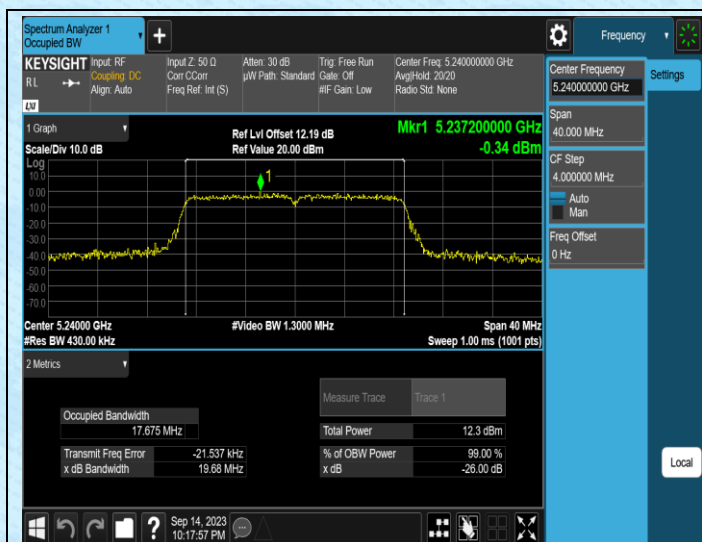 Spectrum Analyzer 1
Occupied BW
Frequency
KEYSIGHT
RL
LXI
Input: RF
Coupling: DC
Align: Auto
Input Z: 50 Ω
Corr CCorr
Freq Ref: Int (S)
Atten: 30 dB
µW Path: Standard
Trig: Free Run
Gate: Off
#IF Gain: Low
Center Freq: 5.240000000 GHz
Avg|Hold: 20/20
Radio Std: None
1 Graph
Scale/Div 10.0 dB
Ref Lvl Offset 12.19 dB
Ref Value 20.00 dBm
Mkr1 5.237200000 GHz
-0.34 dBm
Log
10.0
0.00
-10.0
-20.0
-30.0
-40.0
-50.0
-60.0
-70.0
1
Center 5.24000 GHz
#Res BW 430.00 kHz
#Video BW 1.3000 MHz
Span 40 MHz
Sweep 1.00 ms (1001 pts)
2 Metrics
Measure Trace Trace 1
Occupied Bandwidth
17.675 MHz
Total Power 12.3 dBm
Transmit Freq Error -21.537 kHz
% of OBW Power 99.00 %
x dB Bandwidth 19.68 MHz
x dB -26.00 dB
?
Sep 14, 2023
10:17:57 PM
Center Frequency
5.240000000 GHz
Settings
Span
40.000 MHz
CF Step
4.000000 MHz
Auto
Man
Freq Offset
0 Hz
Local